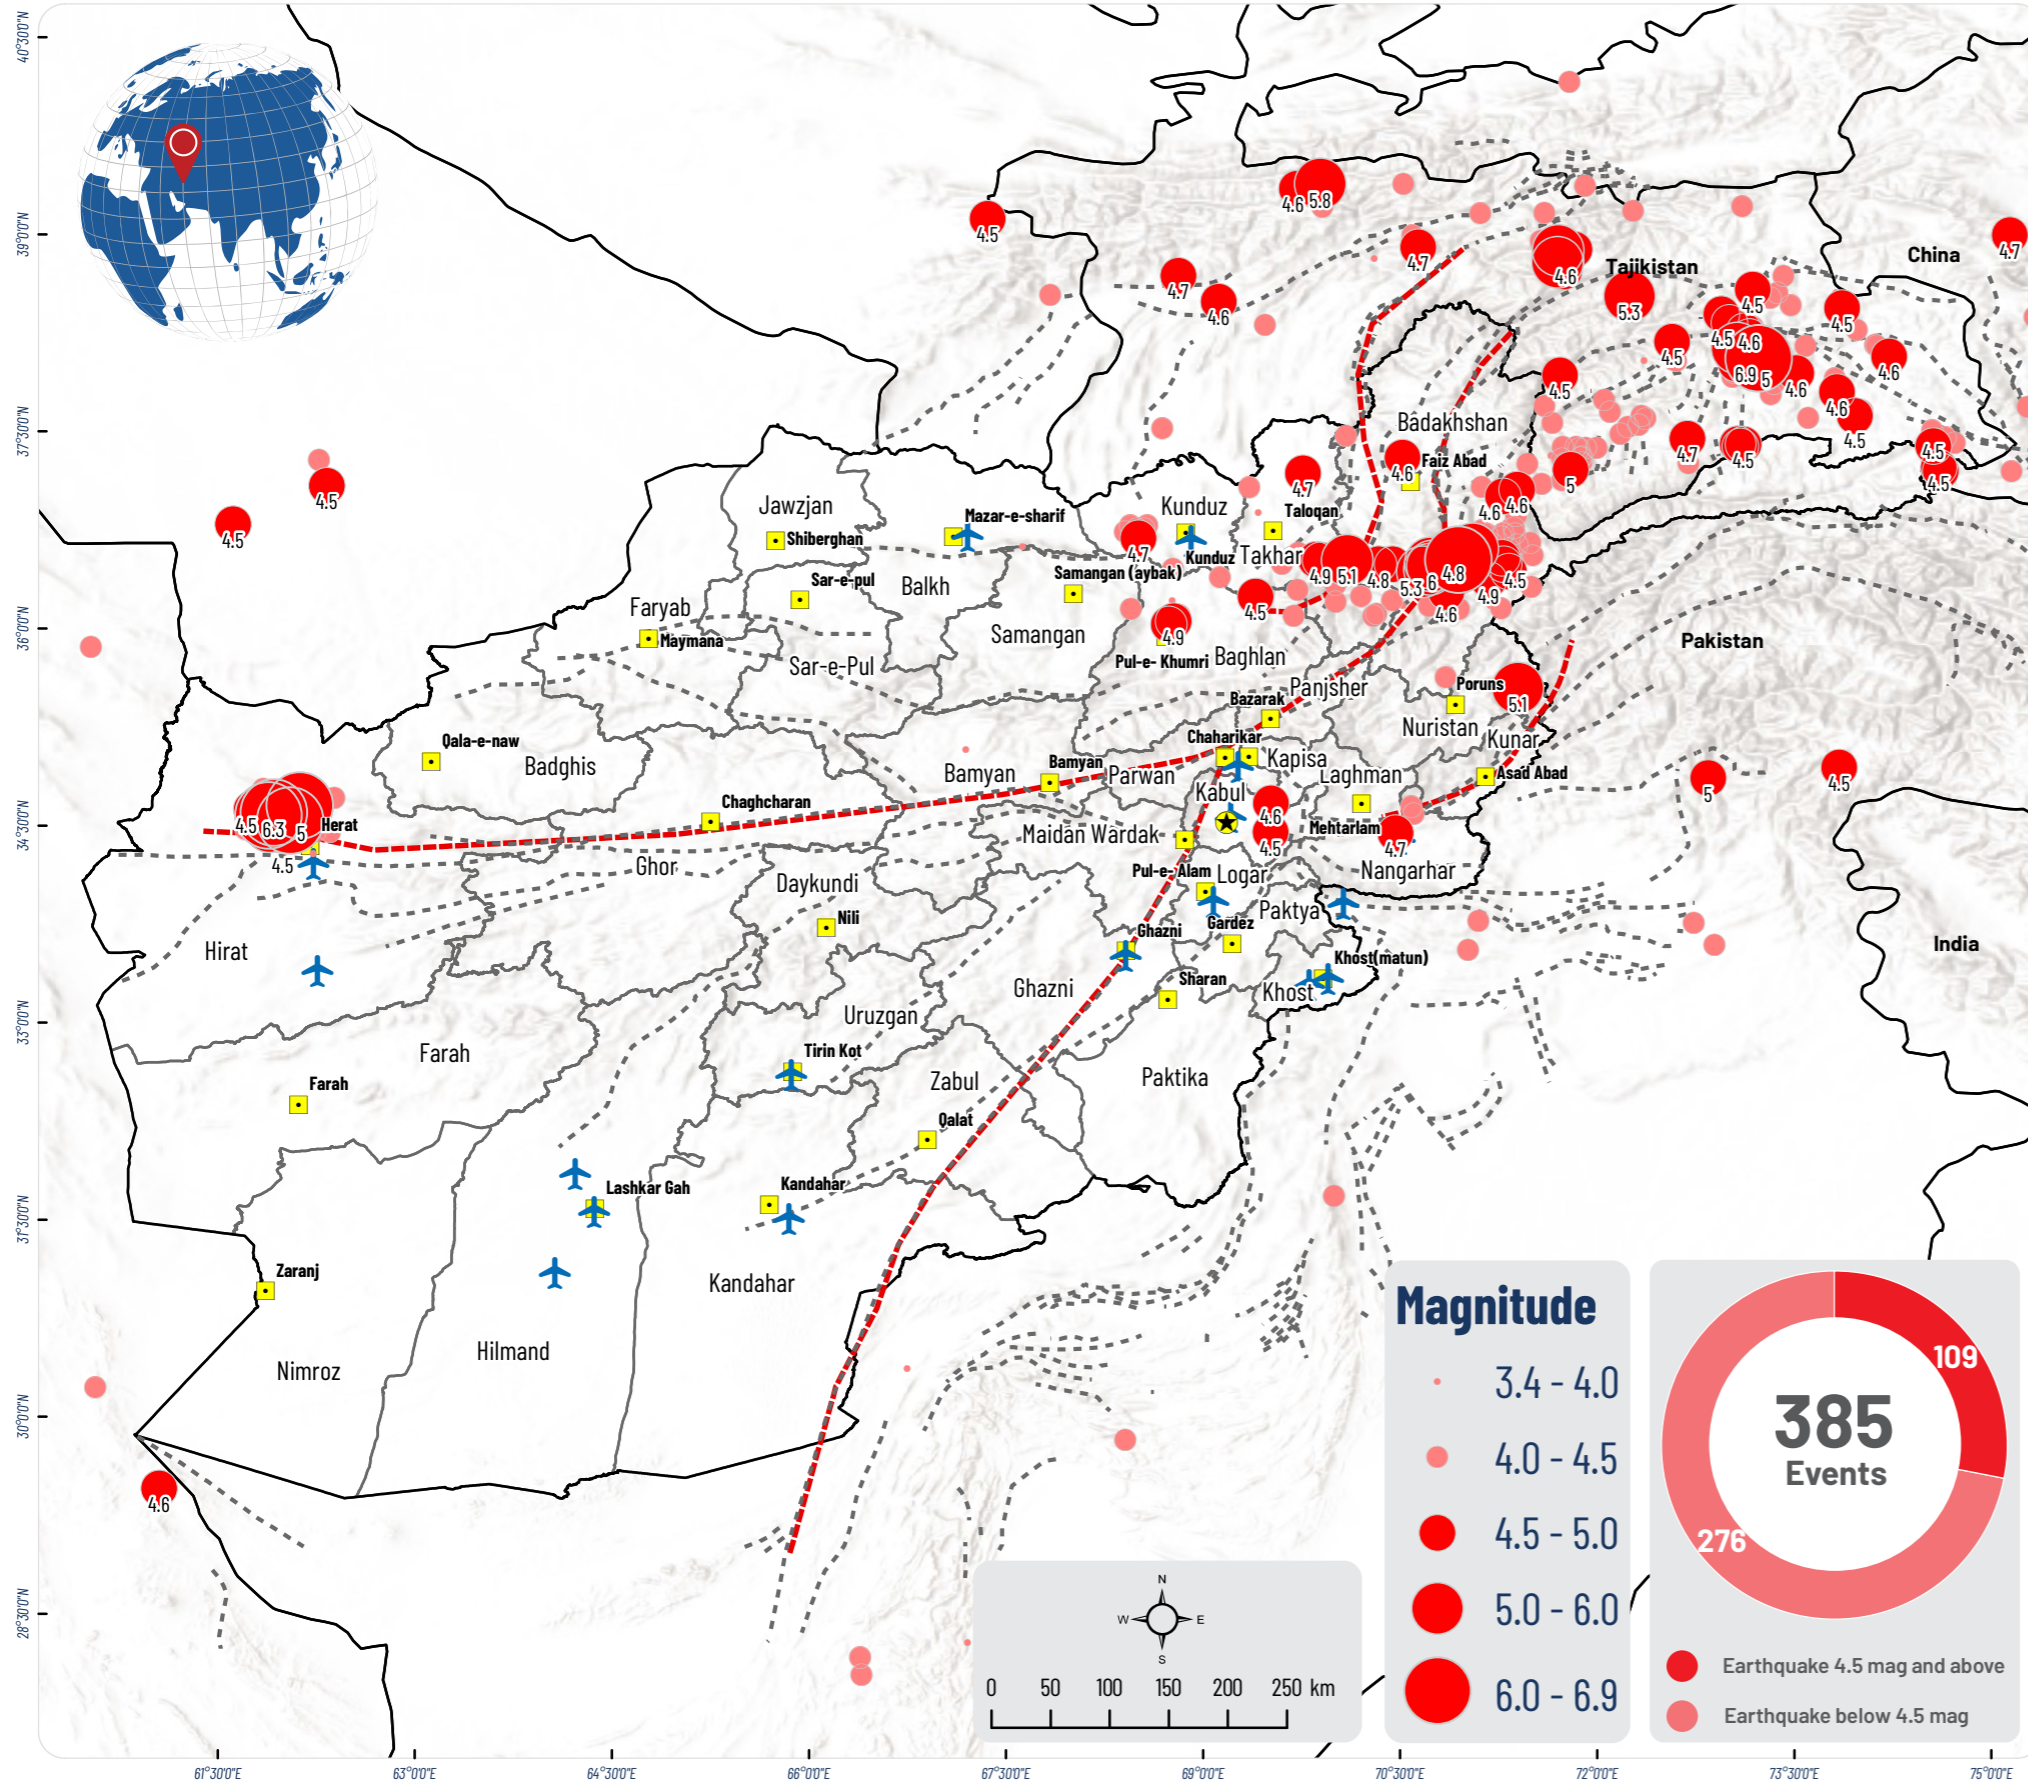 40°30'0"N
39°0'0"N
37°30'0"N
36°0'0"N
34°30'0"N
33°0'0"N
31°30'0"N
30°0'0"N
28°30'0"N
4.6 5.8
4.5
4.7
4.7
4.6
4.6
Tajikistan
China
4.7
5.3
4.5
4.5
4.5
4.6
4.5
6.9
5
4.6
4.6
4.5
4.6
4.5
4.5
4.7
4.5
4.5
4.5
Badakhshan
4.6
Faiz Abad
4.7
5
4.6
4.6
4.5
4.5
Jawzjan
Shiberghan
Mazar-e-sharif
Kunduz
Kunduz
Taloqan
Takhar
4.7
4.9
5.1
4.8
5.3
6
4.8
4.5
4.9
4.6
4.5
Sar-e-pul
Balkh
Samangan (aybak)
Faryab
Maymana
Samangan
Sar-e-Pul
4.9
Pul-e- Khumri
Baghlan
Pakistan
Panjsher
Poruns
5.1
Bazarak
Nuristan
Kunar
Qala-e-naw
Badghis
Chaharikar
Kapisa
Bamyan
Bamyan
Parwan
Laghman
Asad Abad
Kabul
5
4.5
Chaghcharan
4.6
4.5
Mehtarlam
4.7
4.5
6.3
5
Herat
4.5
Maidan Wardak
Ghor
Daykundi
Pul-e- Alam
Logar
Nangarhar
Nili
Paktya
Gardez
Ghazni
Khost(matun)
Hirat
India
Ghazni
Sharan
Khost
Uruzgan
Farah
Tirin Kot
Zabul
Paktika
Farah
Qalat
Lashkar Gah
Kandahar
Zaranj
Kandahar
Hilmand
Nimroz
4.6
Magnitude
3.4 - 4.0
4.0 - 4.5
4.5 - 5.0
5.0 - 6.0
6.0 - 6.9
109
385
Events
276
Earthquake 4.5 mag and above
Earthquake below 4.5 mag
N
W E
S
0 50 100 150 200 250 km
61°30'0"E 63°0'0"E 64°30'0"E 66°0'0"E 67°30'0"E 69°0'0"E 70°30'0"E 72°0'0"E 73°30'0"E 75°0'0"E